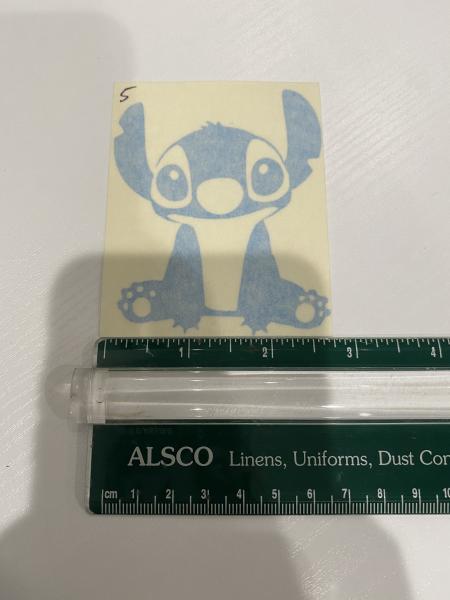 5
1 2 3 4
ALSCO Linens, Uniforms, Dust Con
cm 1 2 3 4 5 6 7 8 9 10